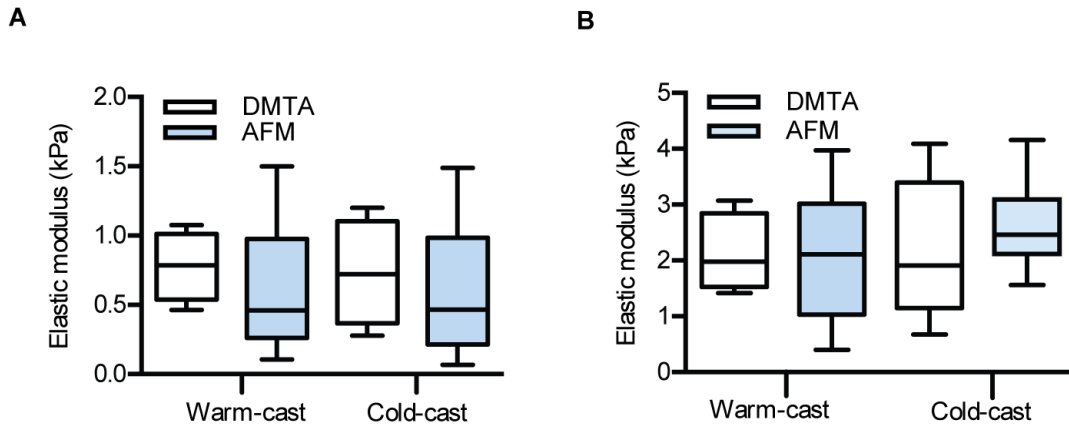 A
Elastic modulus (kPa)
2.0
1.5
1.0
0.5
0.0
DMTA
AFM
Warm-cast
Cold-cast
B
Elastic modulus (kPa)
5
4
3
2
1
0
DMTA
AFM
Warm-cast
Cold-cast